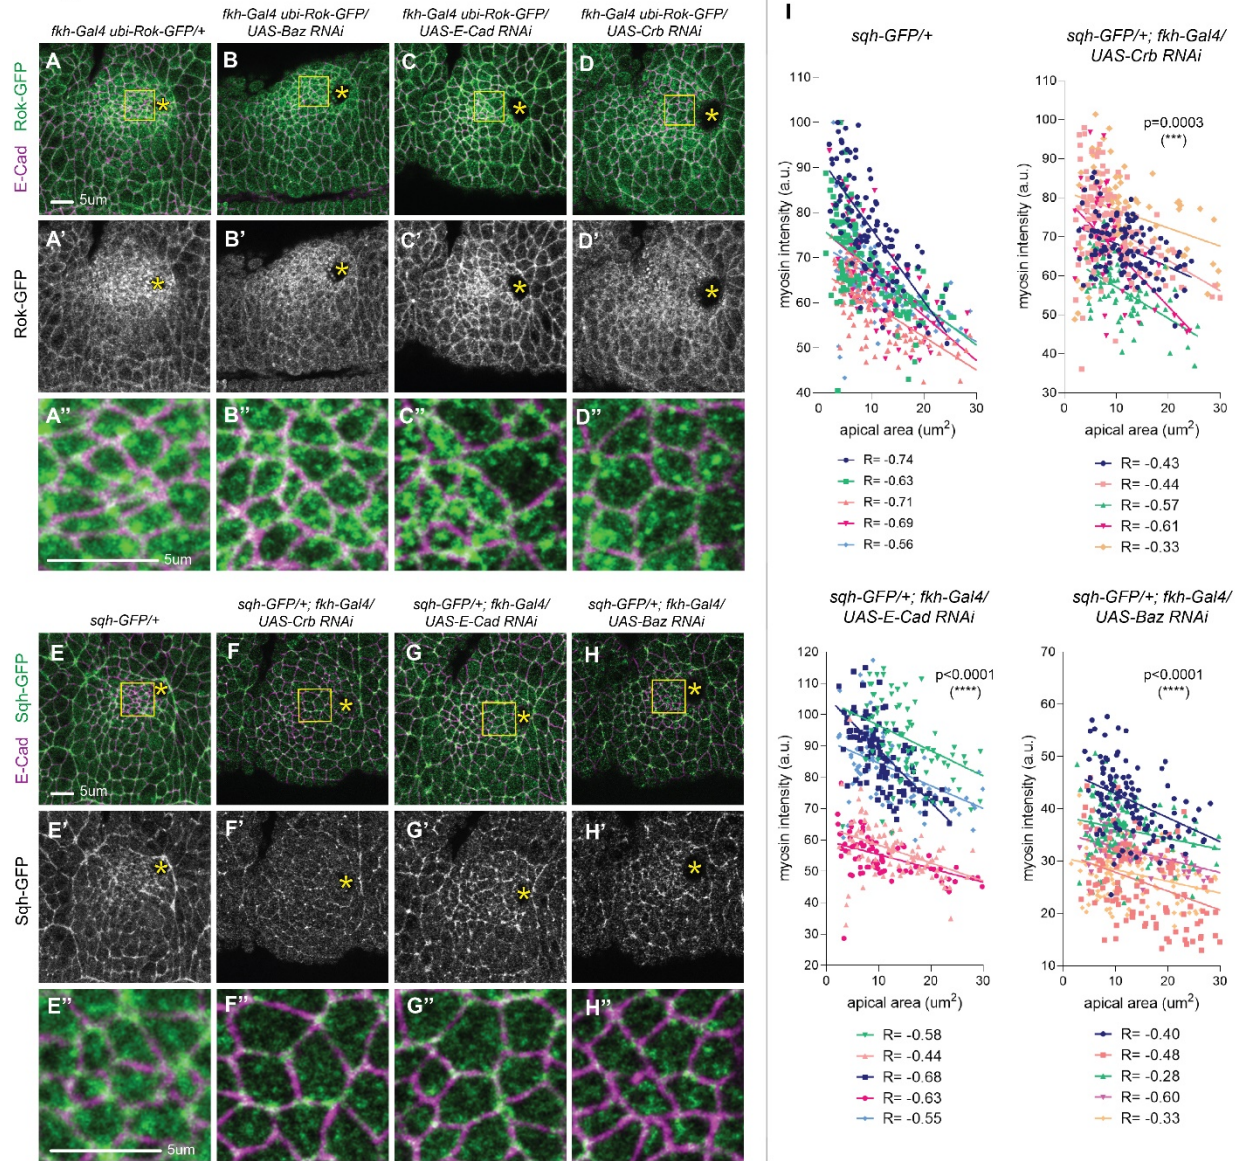 fkh-Gal4 ubi-Rok-GFP/+
fkh-Gal4 ubi-Rok-GFP/
UAS-Baz RNAi
fkh-Gal4 ubi-Rok-GFP/
UAS-E-Cad RNAi
fkh-Gal4 ubi-Rok-GFP/
UAS-Crb RNAi
E-Cad Rok-GFP
A
*
5um
B
*
C
*
D
*
Rok-GFP
A'
*
B'
*
C'
*
D'
*
A''
5um
B''
C''
D''
sqh-GFP/+
sqh-GFP/+; fkh-Gal4/
UAS-Crb RNAi
sqh-GFP/+; fkh-Gal4/
UAS-E-Cad RNAi
sqh-GFP/+; fkh-Gal4/
UAS-Baz RNAi
E-Cad Sqh-GFP
E
*
5um
F
*
G
*
H
*
Sqh-GFP
E'
*
F'
*
G'
*
H'
*
E''
5um
F''
G''
H''
I
sqh-GFP/+
myosin intensity (a.u.)
110
100
90
80
70
60
50
40
0 10 20 30
apical area (um²)
R= -0.74
R= -0.63
R= -0.71
R= -0.69
R= -0.56
sqh-GFP/+; fkh-Gal4/
UAS-Crb RNAi
p=0.0003
(***)
myosin intensity (a.u.)
110
100
90
80
70
60
50
40
30
0 10 20 30
apical area (um²)
R= -0.43
R= -0.44
R= -0.57
R= -0.61
R= -0.33
sqh-GFP/+; fkh-Gal4/
UAS-E-Cad RNAi
p<0.0001
(****)
myosin intensity (a.u.)
120
110
100
90
80
70
60
50
40
30
20
0 10 20 30
apical area (um²)
R= -0.58
R= -0.44
R= -0.68
R= -0.63
R= -0.55
sqh-GFP/+; fkh-Gal4/
UAS-Baz RNAi
p<0.0001
(****)
myosin intensity (a.u.)
70
60
50
40
30
20
10
0 10 20 30
apical area (um²)
R= -0.40
R= -0.48
R= -0.28
R= -0.60
R= -0.33